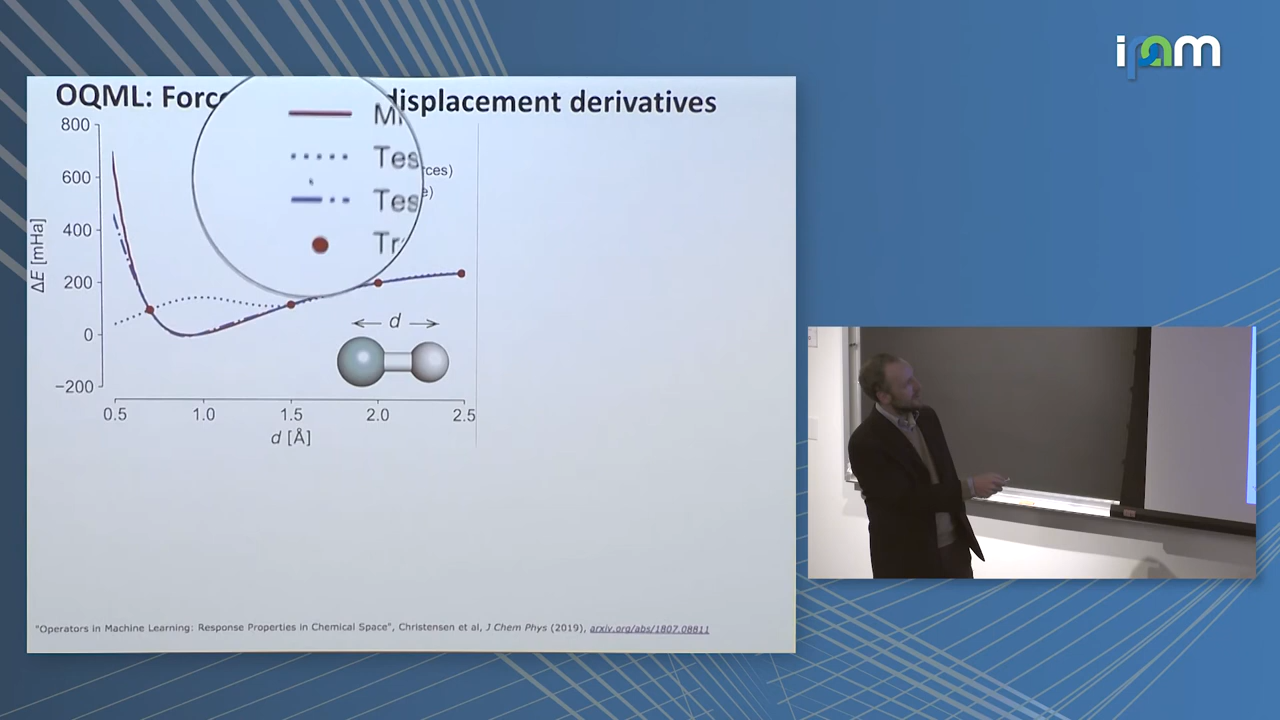 ipam
OQML: Forc displacement derivatives
800
600
400
200
0
−200
ΔE [mHa]
Tes
rces)
Tes
e)
d
0.5 1.0 1.5 2.0 2.5
d [Å]
"Operators in Machine Learning: Response Properties in Chemical Space", Christensen et al, J Chem Phys (2019), arxiv.org/abs/1807.08811